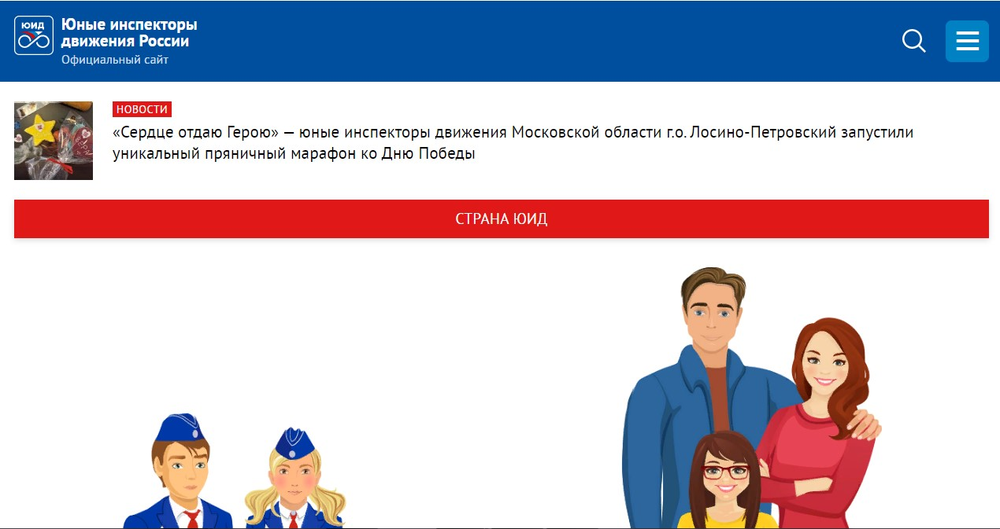 ЮИД
Юные инспекторы
движения России
Официальный сайт
НОВОСТИ
«Сердце отдаю Герою» — юные инспекторы движения Московской области г.о. Лосино-Петровский запустили
уникальный пряничный марафон ко Дню Победы
СТРАНА ЮИД